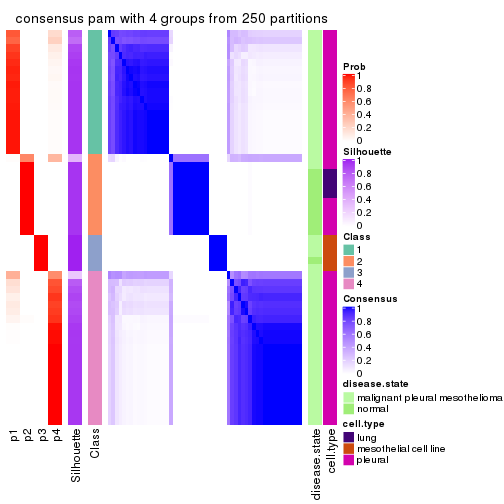 consensus pam with 4 groups from 250 partitions
Prob
1
0.8
0.6
0.4
0.2
0
Silhouette
1
0.8
0.6
0.4
0.2
0
Class
1
2
3
4
Consensus
1
0.8
0.6
0.4
0.2
0
disease.state
malignant pleural mesothelioma
normal
cell.type
lung
mesothelial cell line
pleural
p1
p2
p3
p4
Silhouette
Class
disease.state
cell.type